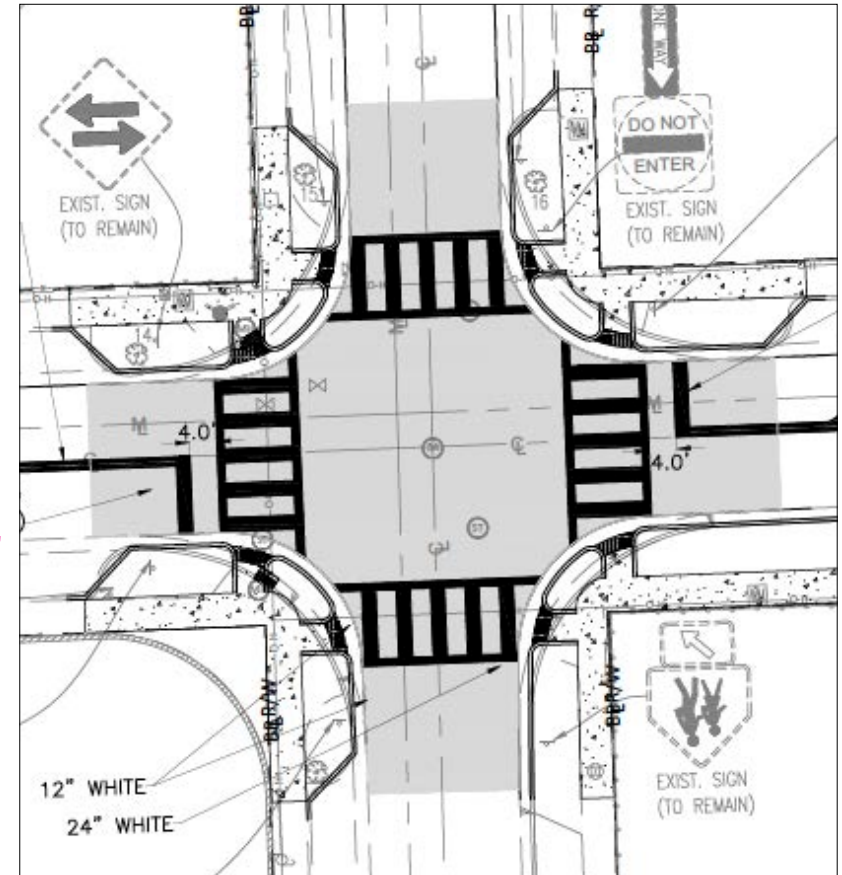 ONE WAY
DO NOT
ENTER
EXIST. SIGN
(TO REMAIN)
EXIST. SIGN
(TO REMAIN)
15
16
14
4.0'
4.0'
ST
R/W
R/W
12" WHITE
24" WHITE
EXIST. SIGN
(TO REMAIN)